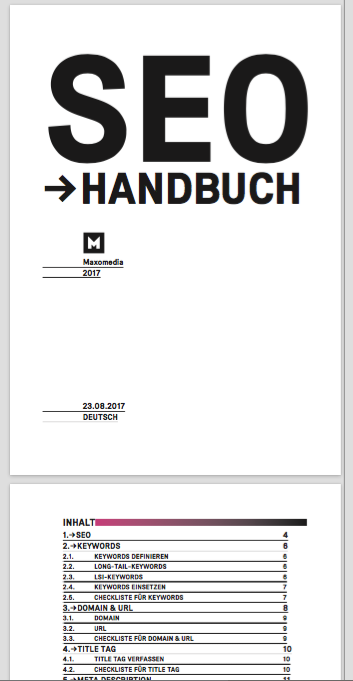 SEO
→HANDBUCH
M
Maxomedia
2017
23.08.2017
DEUTSCH
INHALT
1.→SEO 4
2.→KEYWORDS 6
2.1. KEYWORDS DEFINIEREN 6
2.2. LONG-TAIL-KEYWORDS 6
2.3. LSI-KEYWORDS 6
2.4. KEYWORDS EINSETZEN 7
2.5. CHECKLISTE FÜR KEYWORDS 7
3.→DOMAIN & URL 8
3.1. DOMAIN 9
3.2. URL 9
3.3. CHECKLISTE FÜR DOMAIN & URL 9
4.→TITLE TAG 10
4.1. TITLE TAG VERFASSEN 10
4.2. CHECKLISTE FÜR TITLE TAG 10
5.→META DESCRIPTION 11